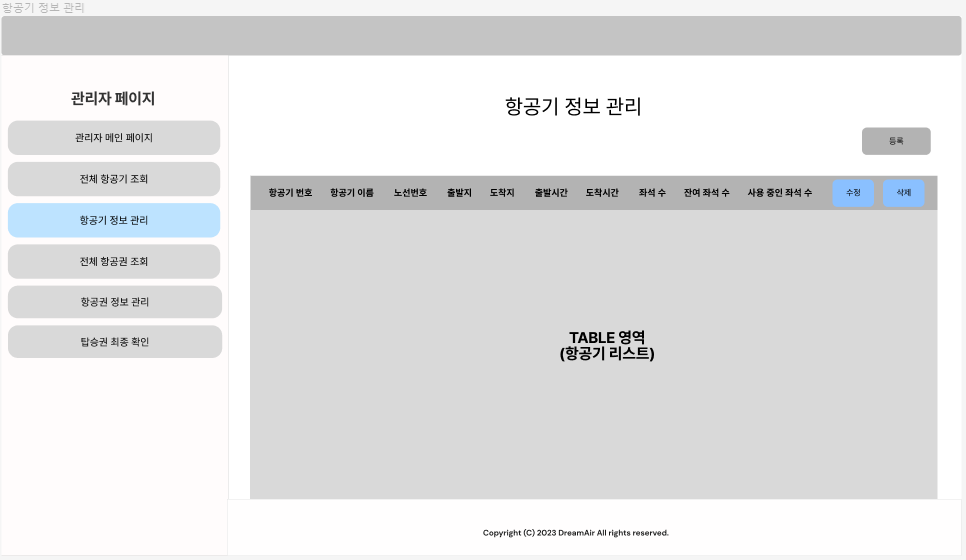 항공기 정보 관리
관리자 페이지
관리자 메인 페이지
전체 항공기 조회
항공기 정보 관리
전체 항공권 조회
항공권 정보 관리
탑승권 최종 확인
항공기 정보 관리
등록
항공기 번호 항공기 이름 노선번호 출발지 도착지 출발시간 도착시간 좌석 수 잔여 좌석 수 사용 중인 좌석 수 수정 삭제
TABLE 영역
(항공기 리스트)
Copyright (C) 2023 DreamAir All rights reserved.